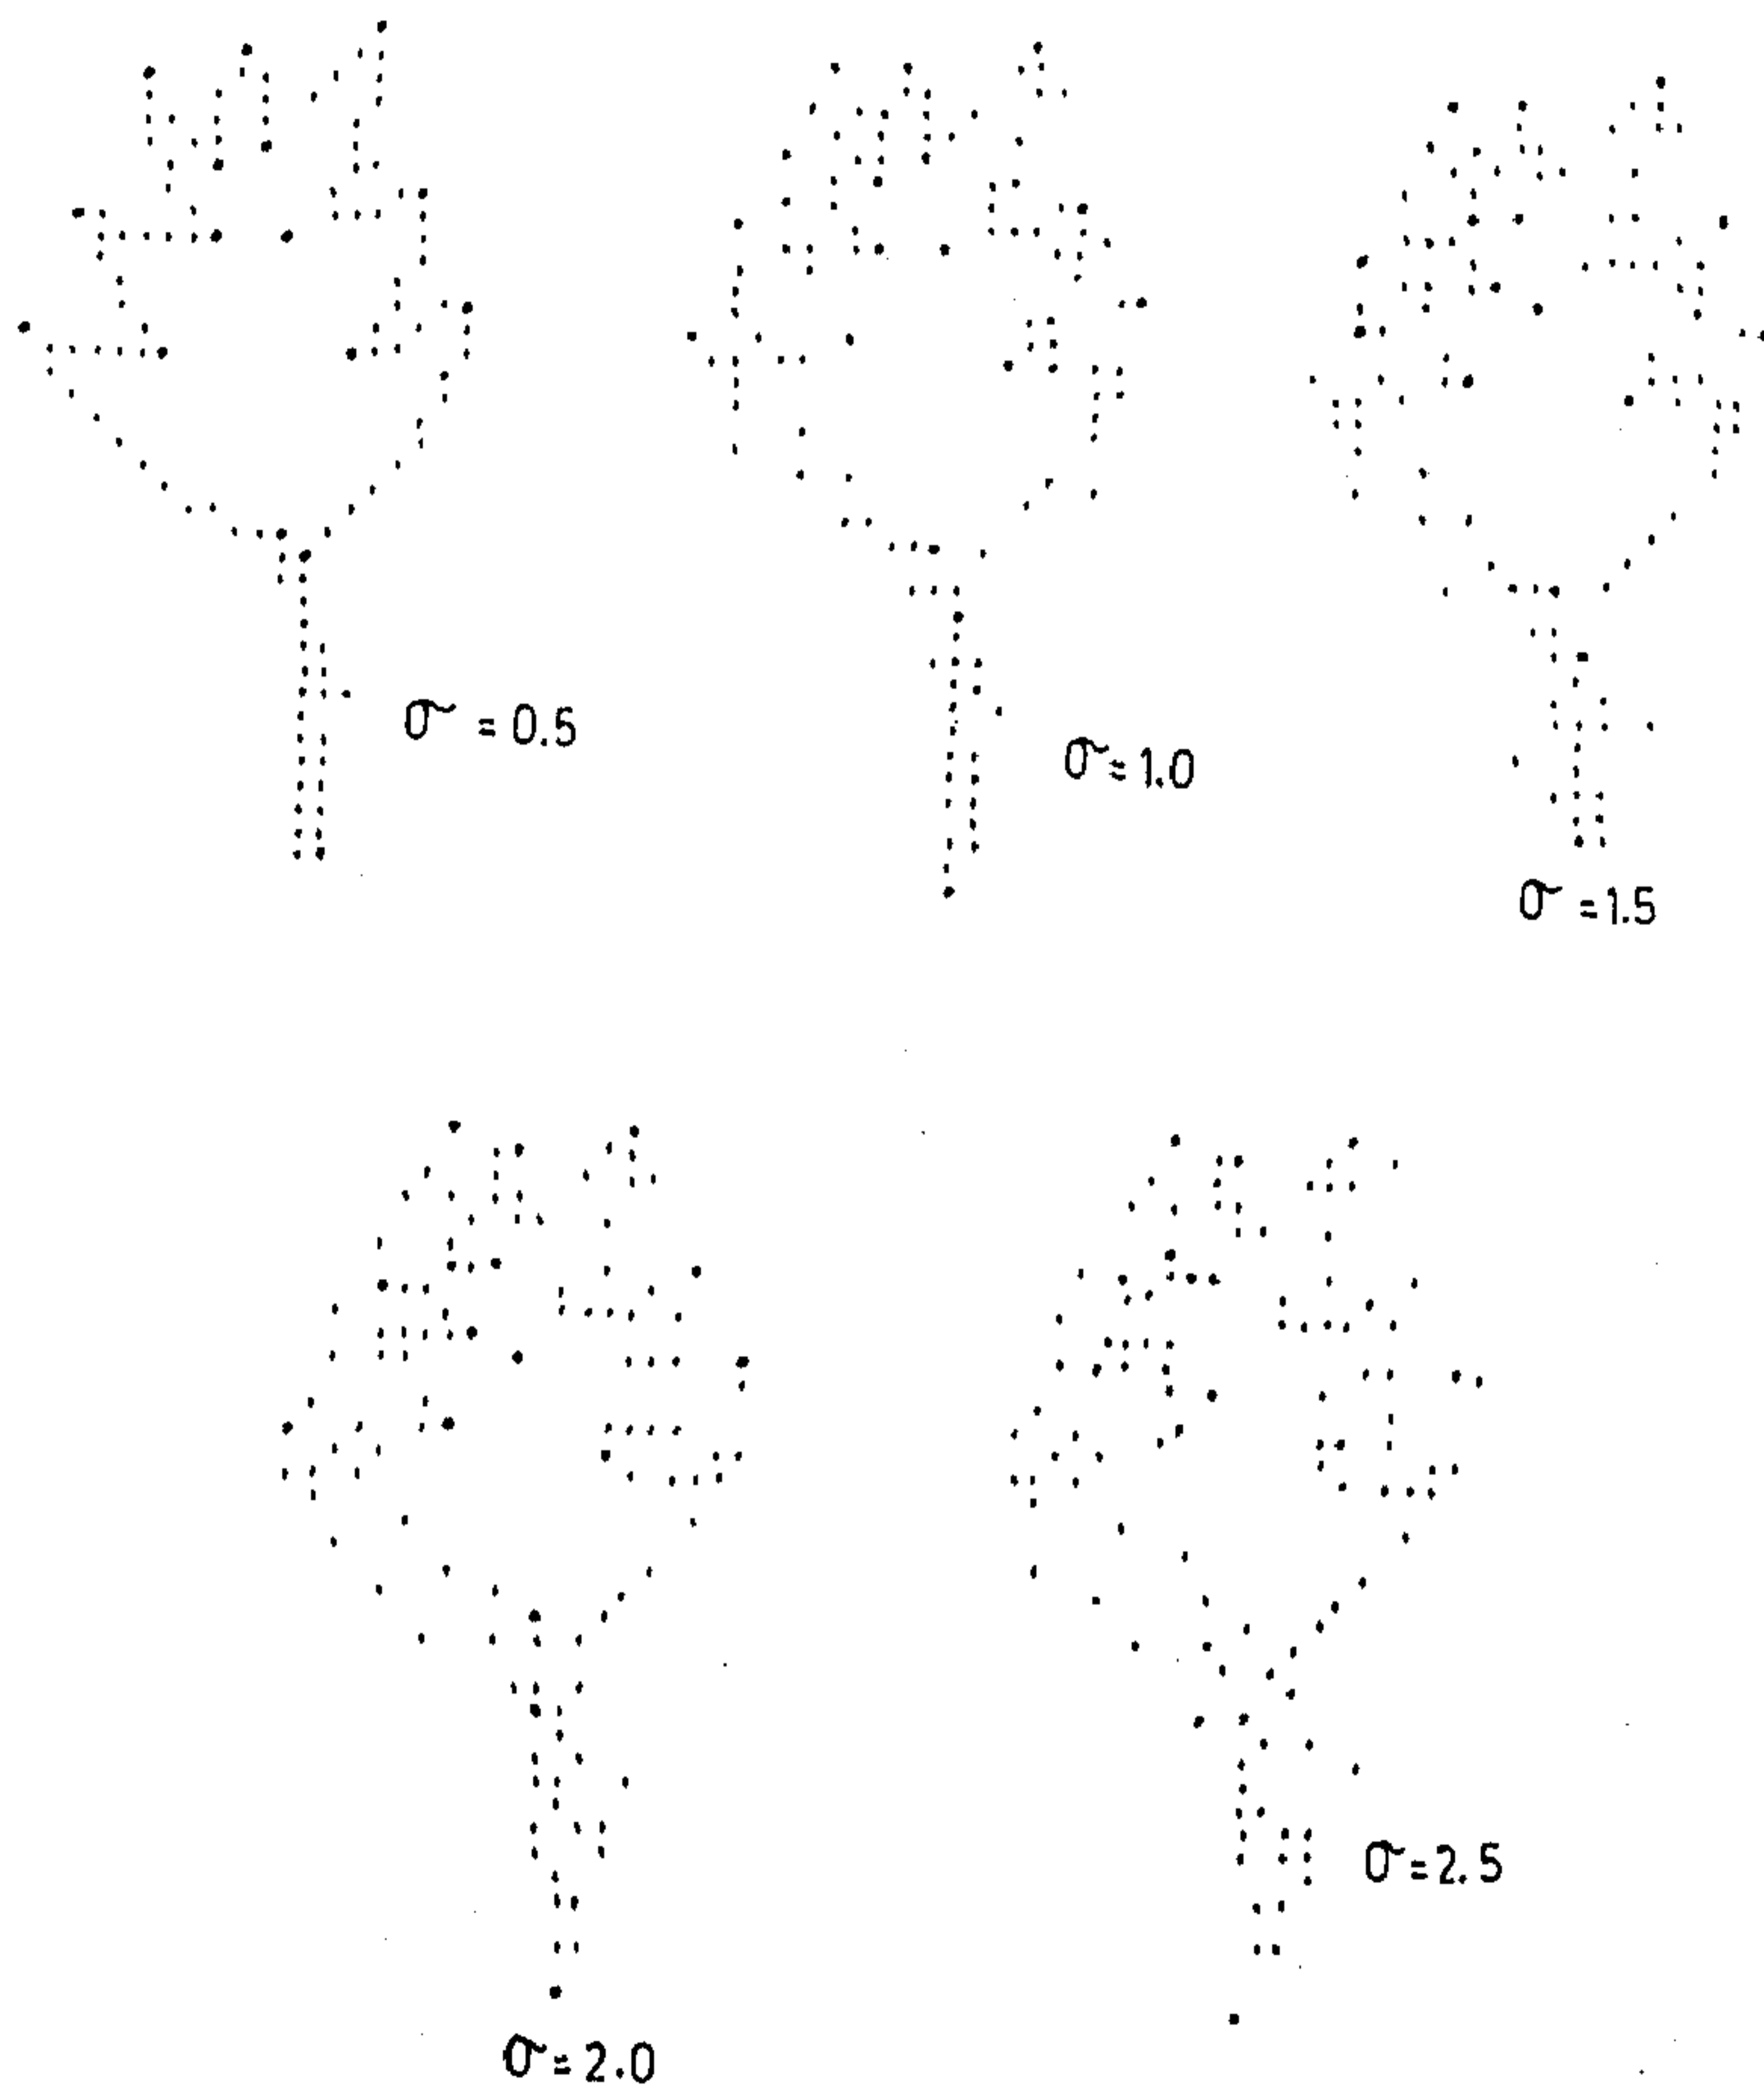 σ = 0.5
σ = 1.0
σ = 1.5
σ = 2.0
σ = 2.5